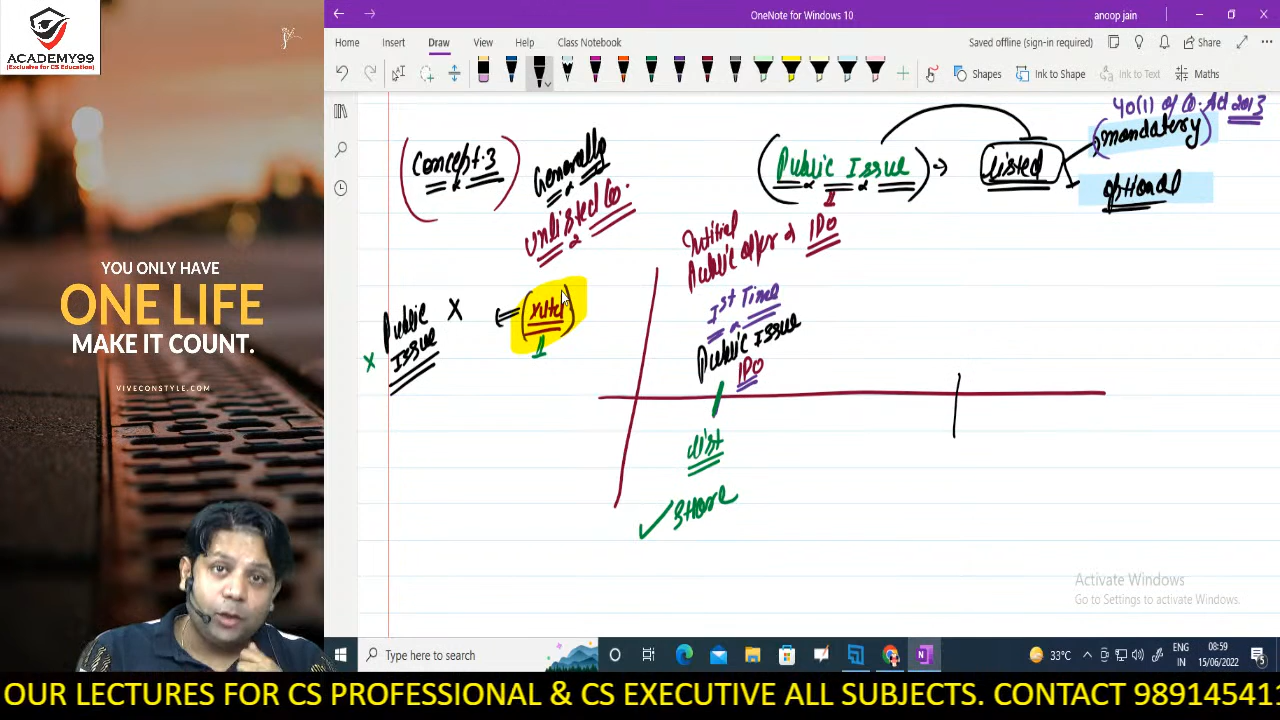 ACADEMY99
(Exclusive for CS Education)
YOU ONLY HAVE
ONE LIFE
MAKE IT COUNT.
VIVECONSTYLE.COM
OneNote for Windows 10
anoop jain
Home Insert Draw View Help Class Notebook
Saved offline (sign-in required)
Share
Shapes Ink to Shape Ink to Text Maths
40(1) of Co. Act 2013
Concept.3
Generally
Unlisted Co.
(Public Issue)
Listed
(mandatory)
optional
Public offer
IPO
Ist Time
Public Issue
IPO
Public
Issue
X
X
List
Share
Activate Windows
Go to Settings to activate Windows.
Type here to search
33°C
ENG
IN
08:59
15/06/2022
5
OUR LECTURES FOR CS PROFESSIONAL & CS EXECUTIVE ALL SUBJECTS. CONTACT 989145411